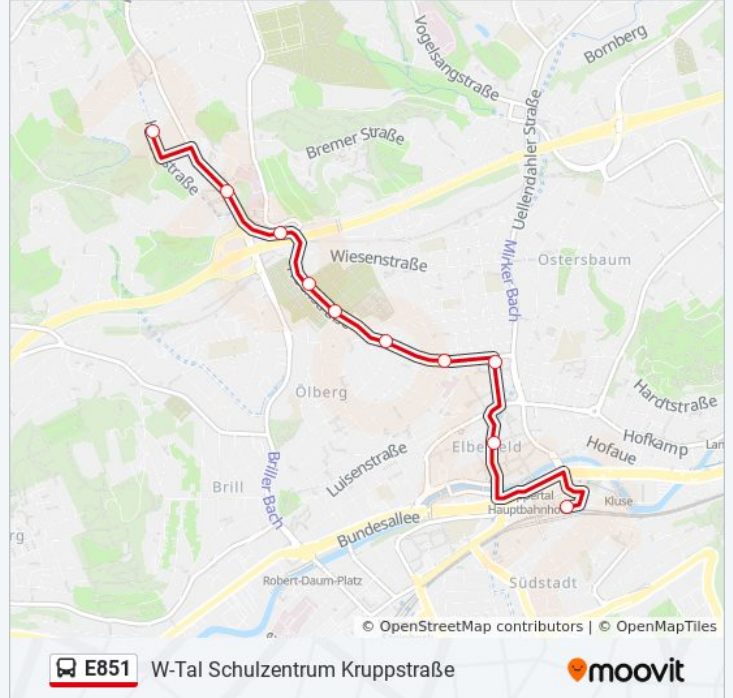 Vogelsangstraße
Bornberg
Uellendahler Straße
Bremer Straße
Wiesenstraße
Mirker Bach
Ostersbaum
Ölberg
Hardtstraße
Hofkamp
Hofaue
Elberfeld
Luisenstraße
Briller Bach
Brill
Hauptbahnho
Kluse
Bundesallee
Robert-Daum-Platz
Südstadt
© OpenStreetMap contributors | © OpenMapTiles
E851 W-Tal Schulzentrum Kruppstraße
moovit